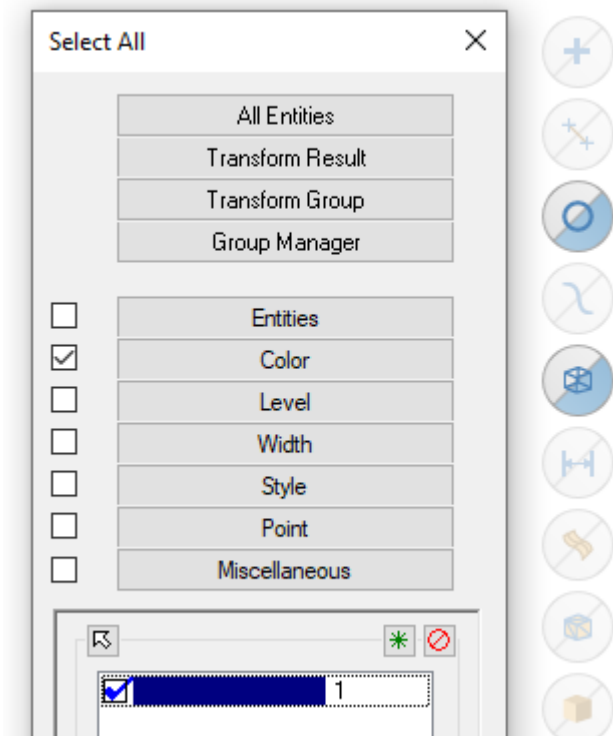 Select All
All Entities
Transform Result
Transform Group
Group Manager
Entities
Color
Level
Width
Style
Point
Miscellaneous
1